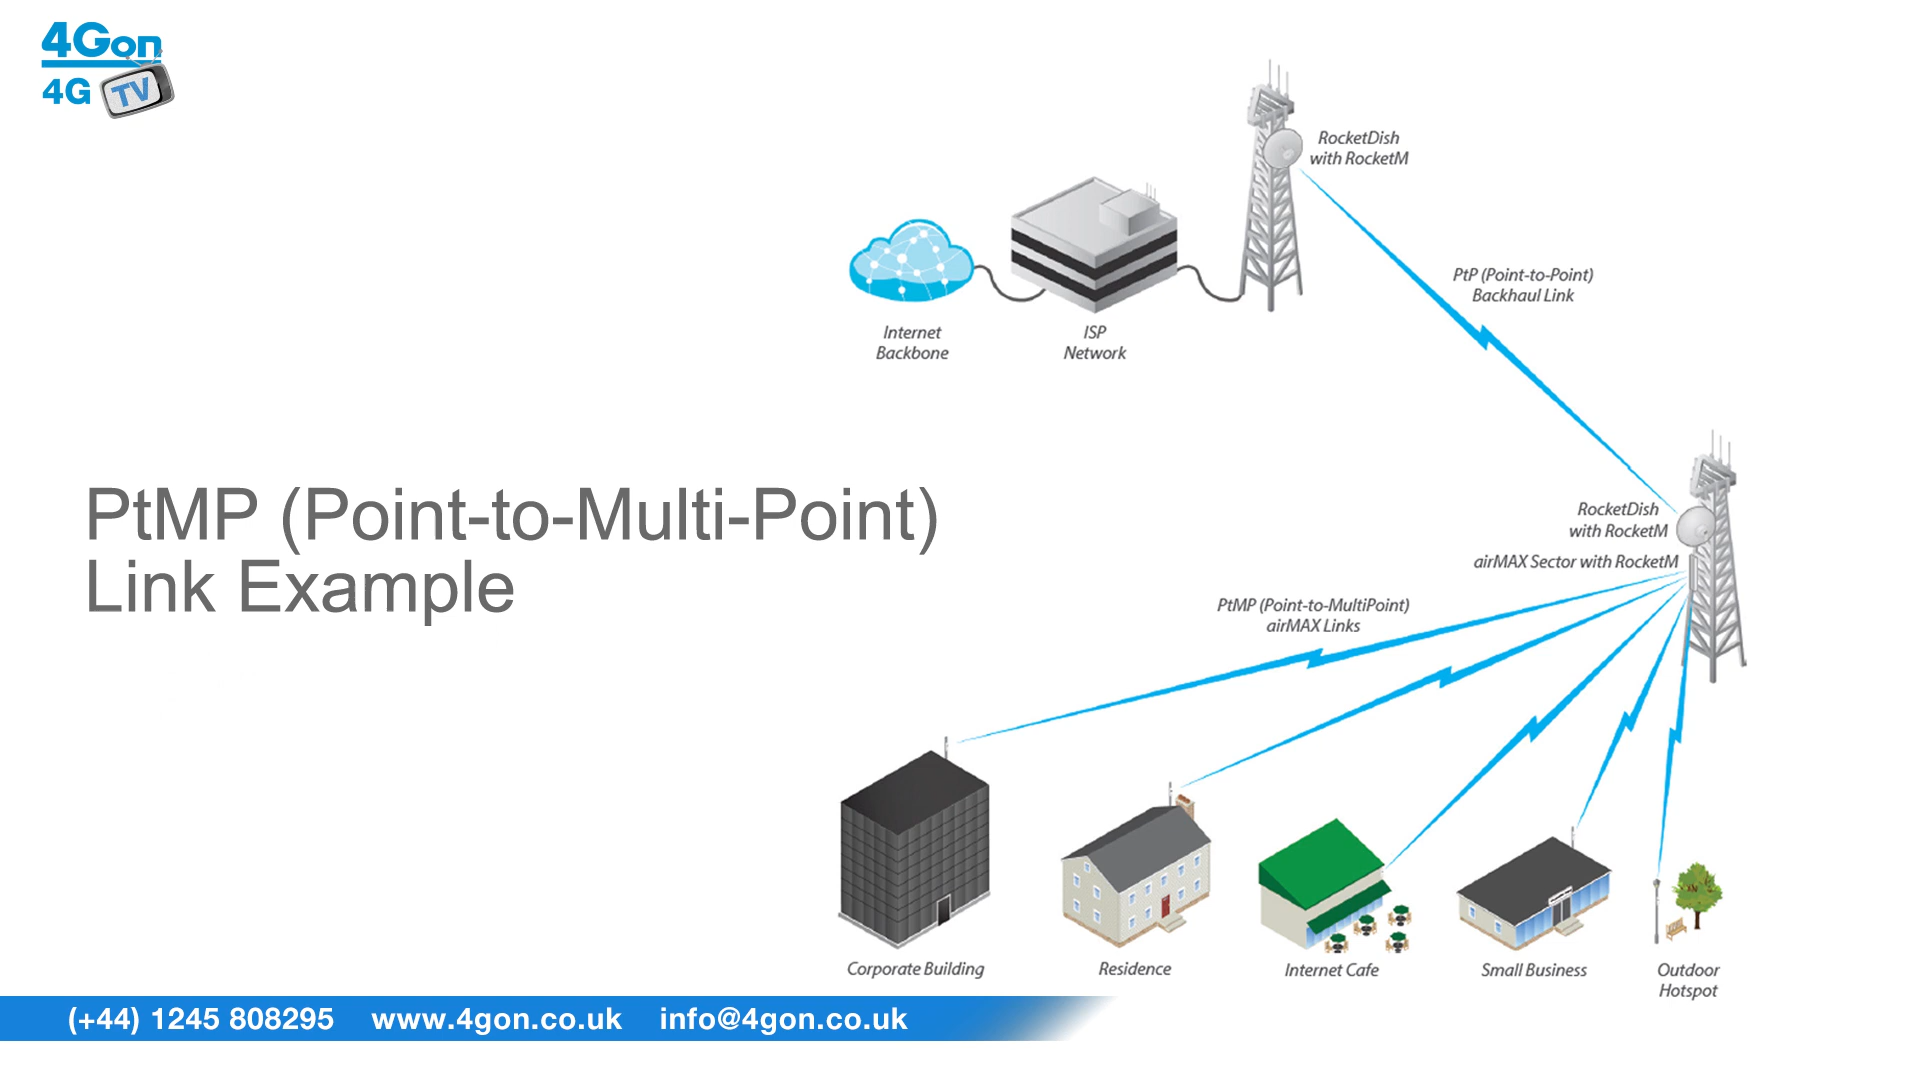 4Gon
4G TV
RocketDish
with RocketM
PtP (Point-to-Point)
Backhaul Link
Internet
Backbone
ISP
Network
PtMP (Point-to-Multi-Point)
Link Example
RocketDish
with RocketM
airMAX Sector with RocketM
PtMP (Point-to-MultiPoint)
airMAX Links
Corporate Building
Residence
Internet Cafe
Small Business
Outdoor
Hotspot
(+44) 1245 808295 www.4gon.co.uk info@4gon.co.uk